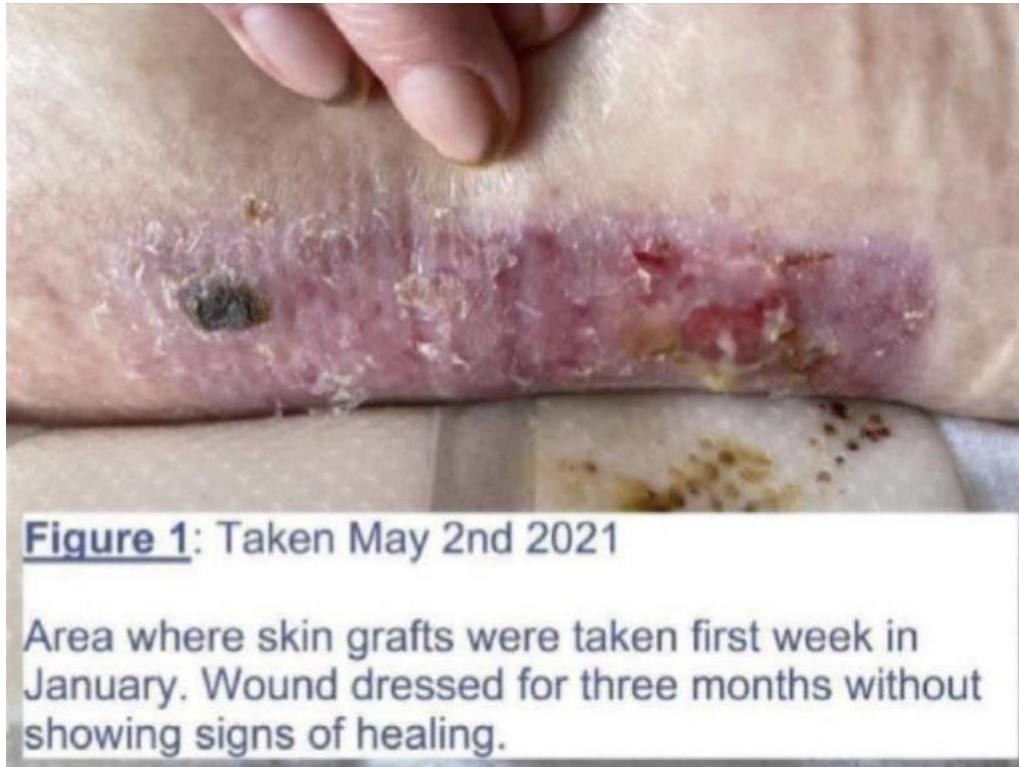 Figure 1: Taken May 2nd 2021
Area where skin grafts were taken first week in
January. Wound dressed for three months without
showing signs of healing.